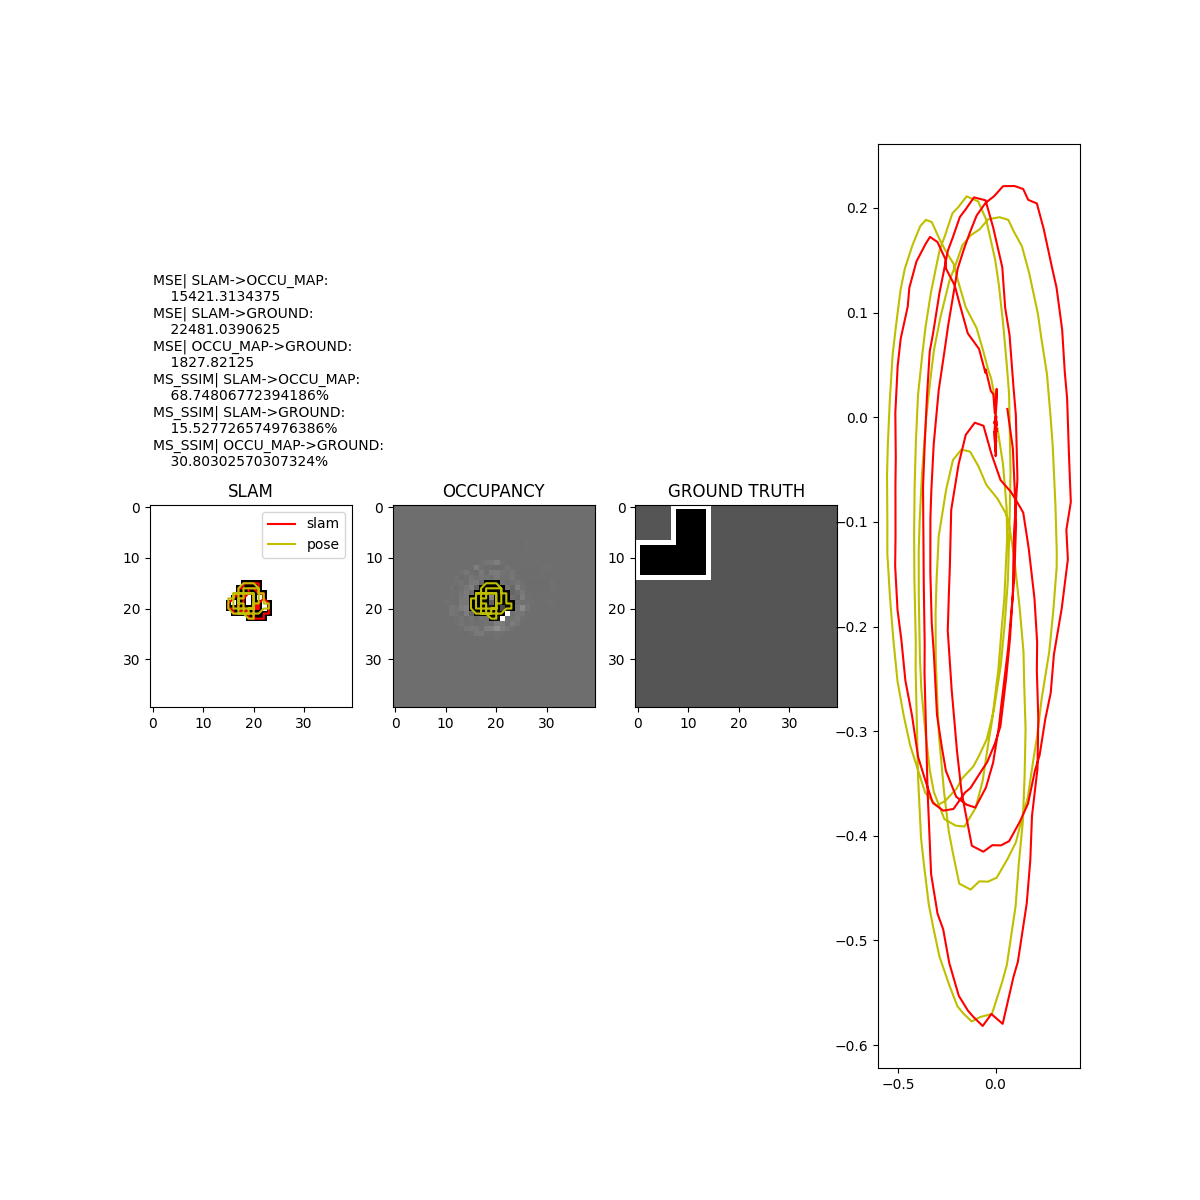 MSE| SLAM->OCCU_MAP:
15421.3134375
MSE| SLAM->GROUND:
22481.0390625
MSE| OCCU_MAP->GROUND:
1827.82125
MS_SSIM| SLAM->OCCU_MAP:
68.74806772394186%
MS_SSIM| SLAM->GROUND:
15.527726574976386%
MS_SSIM| OCCU_MAP->GROUND:
30.80302570307324%
SLAM
slam
pose
0
10
20
30
0 10 20 30
OCCUPANCY
0
10
20
30
0 10 20 30
GROUND TRUTH
0
10
20
30
0 10 20 30
0.2
0.1
0.0
−0.1
−0.2
−0.3
−0.4
−0.5
−0.6
−0.5 0.0